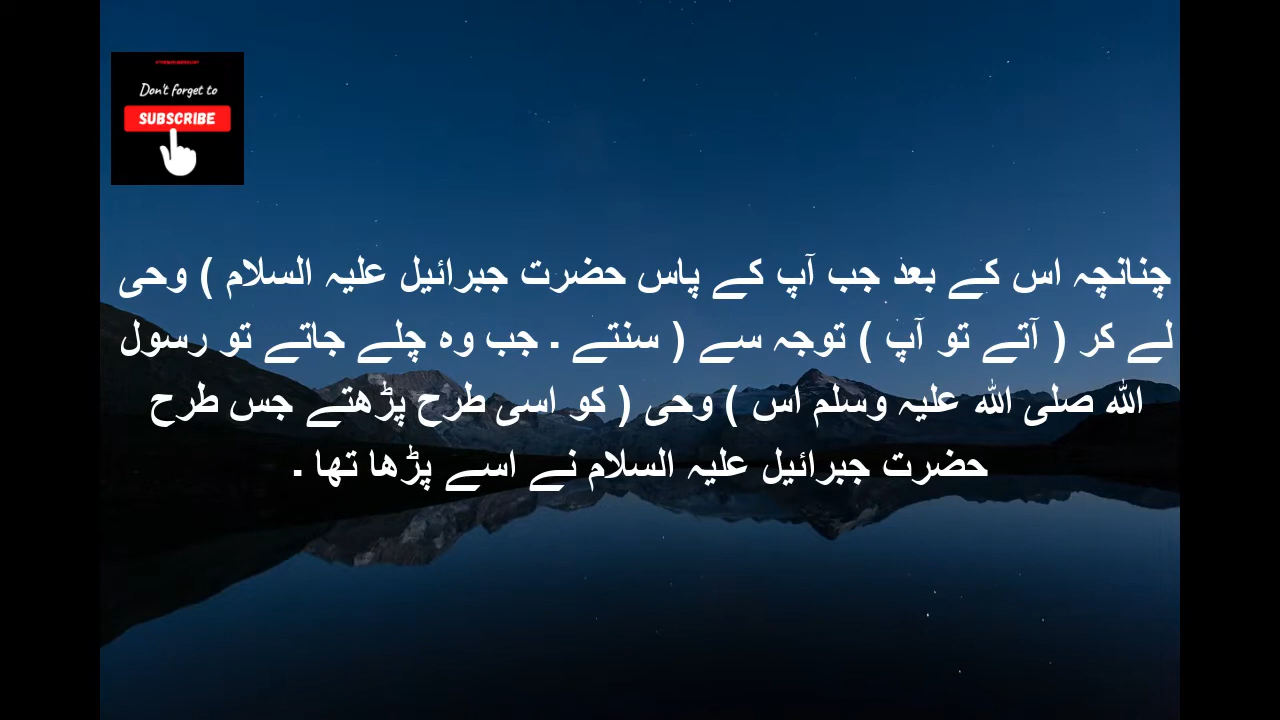 Don't forget to
SUBSCRIBE
چنانچہ اس کے بعد جب آپ کے پاس حضرت جبرائیل علیہ السلام ) وحی
لے کر ( آتے تو آپ ) توجہ سے ( سنتے ۔ جب وہ چلے جاتے تو رسول
اللہ صلی اللہ علیہ وسلم اس ) وحی ( کو اسی طرح پڑھتے جس طرح
حضرت جبرائیل علیہ السلام نے اسے پڑھا تھا ۔